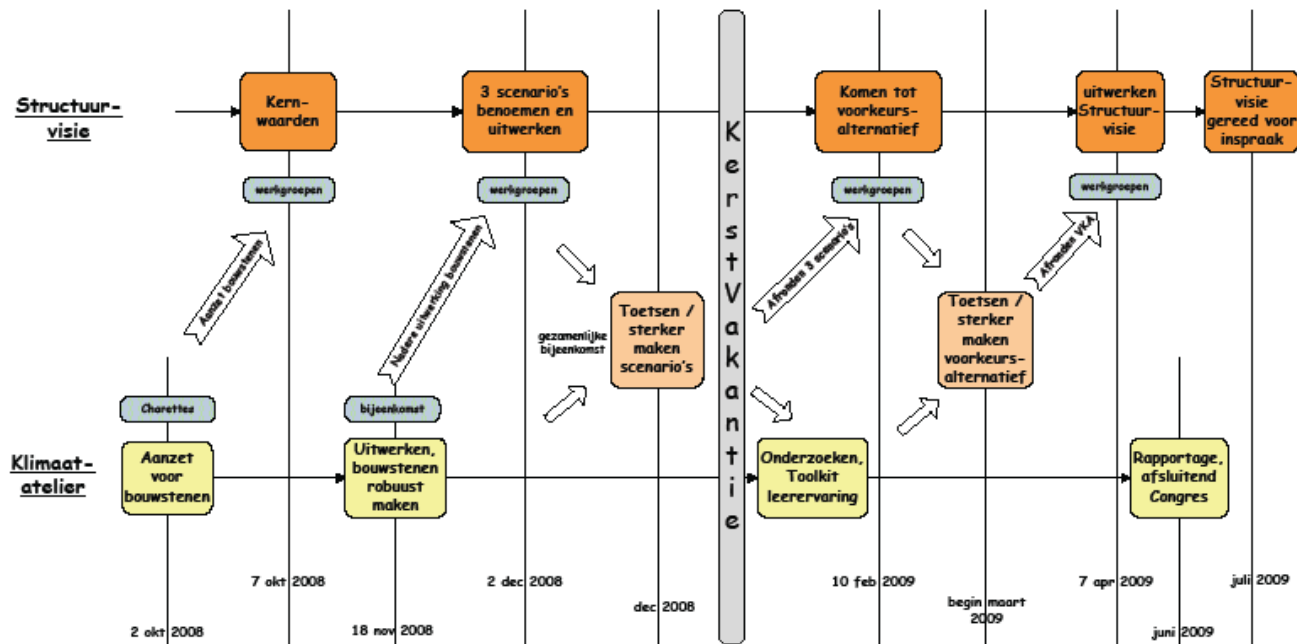 Structuur-
visie
Kern-
waarden
3 scenario's
benoemen en
uitwerken
Komen tot
voorkeurs-
alternatief
uitwerken
Structuur-
visie
Structuur-
visie
gereed voor
inspraak
werkgroepen
werkgroepen
werkgroepen
werkgroepen
Aanzet bouwstenen
Nadere uitwerking bouwstenen
Afronden 3 scenario's
Afronden VKA
KerstVakantie
gezamenlijke
bijeenkomst
Toetsen /
sterker
maken
scenario's
Toetsen /
sterker
maken
voorkeurs-
alternatief
Charettes
bijeenkomst
Klimaat-
atelier
Aanzet
voor
bouwstenen
Uitwerken,
bouwstenen
robuust
maken
Onderzoeken,
Toolkit
leerervaring
Rapportage,
afsluitend
Congres
7 okt 2008
2 dec 2008
10 feb 2009
7 apr 2009
juli 2009
2 okt 2008
18 nov 2008
dec 2008
begin maart
2009
juni 2009